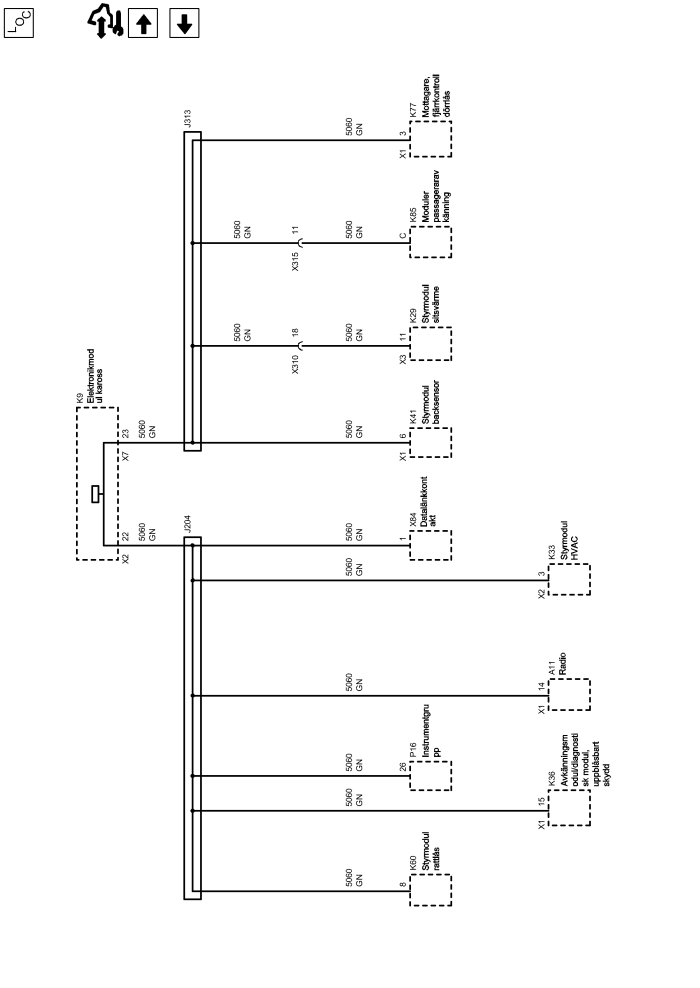 LOC
K9
Elektronikmod
ul kaross
X2
22
5060
GN
X7
23
5060
GN
J204
J313
5060
GN
8
K60
Styrmodul
rattlås
5060
GN
X1
15
K36
Avkänningsm
odul/diagnosti
sk modul,
uppblåsbart
skydd
5060
GN
26
P16
Instrumentgru
pp
5060
GN
X1
14
A11
Radio
5060
GN
X2
3
K33
Styrmodul
HVAC
5060
GN
1
X84
Datalänkkont
akt
5060
GN
X1
6
K41
Styrmodul
backsensor
5060
GN
X310
18
5060
GN
X3
11
K29
Styrmodul
sitsvärme
5060
GN
X315
11
5060
GN
C
K85
Moduler
passagerarav
känning
5060
GN
X1
3
K77
Mottagare,
fjärrkontroll
dörrlås